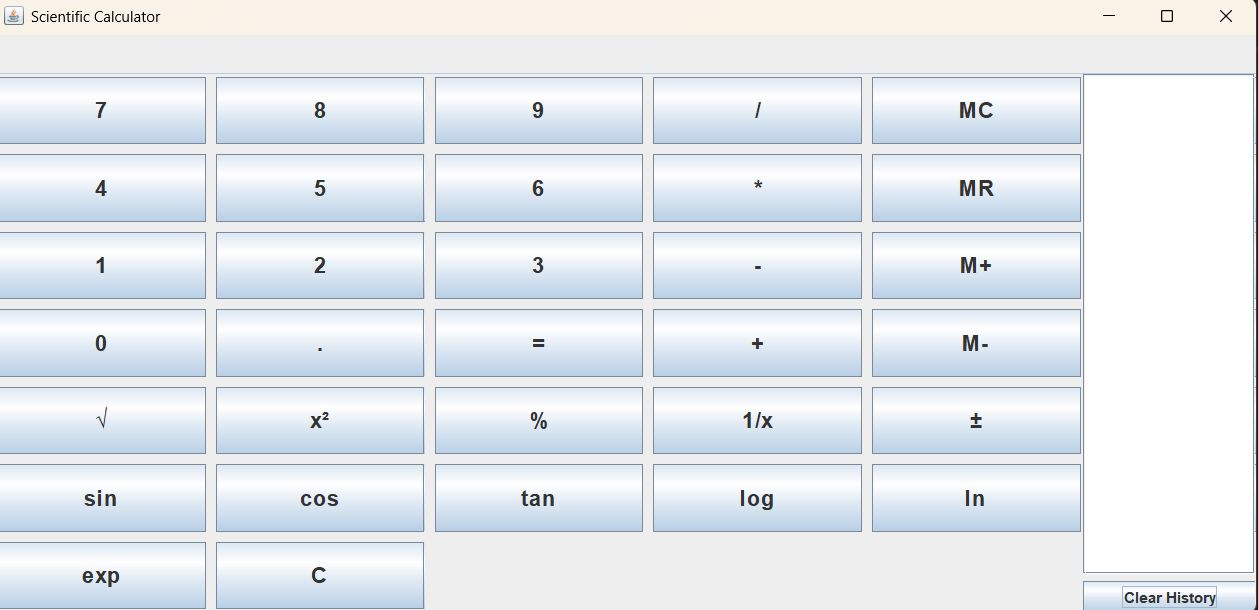 Scientific Calculator
7 8 9 / MC
4 5 6 * MR
1 2 3 - M+
0 . = + M-
√ x² % 1/x ±
sin cos tan log ln
exp C
Clear History